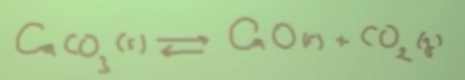 CaCO₃(s) ⇌ CaO(s) + CO₂(g)